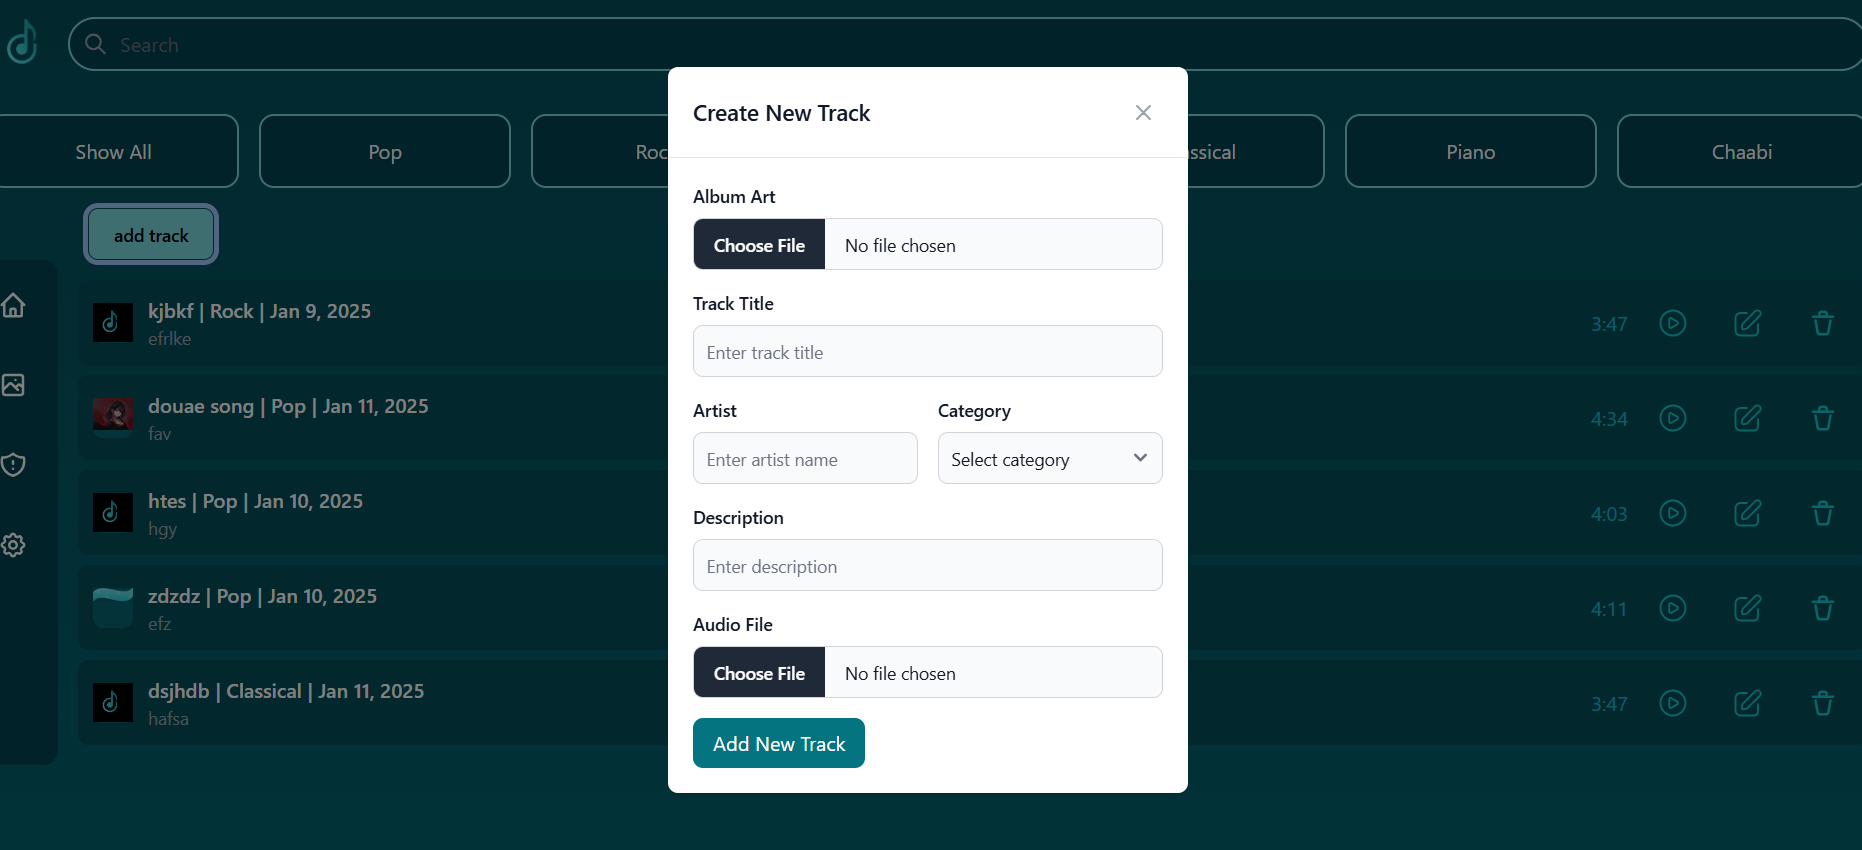 Search
Create New Track
Show All
Pop
Roc
ssical
Piano
Chaabi
add track
Album Art
Choose File No file chosen
Track Title
Enter track title
Artist Category
Enter artist name Select category
Description
Enter description
Audio File
Choose File No file chosen
Add New Track
kjbkf | Rock | Jan 9, 2025
efrlke
3:47
douae song | Pop | Jan 11, 2025
fav
4:34
htes | Pop | Jan 10, 2025
hgy
4:03
zdzdz | Pop | Jan 10, 2025
efz
4:11
dsjhdb | Classical | Jan 11, 2025
hafsa
3:47